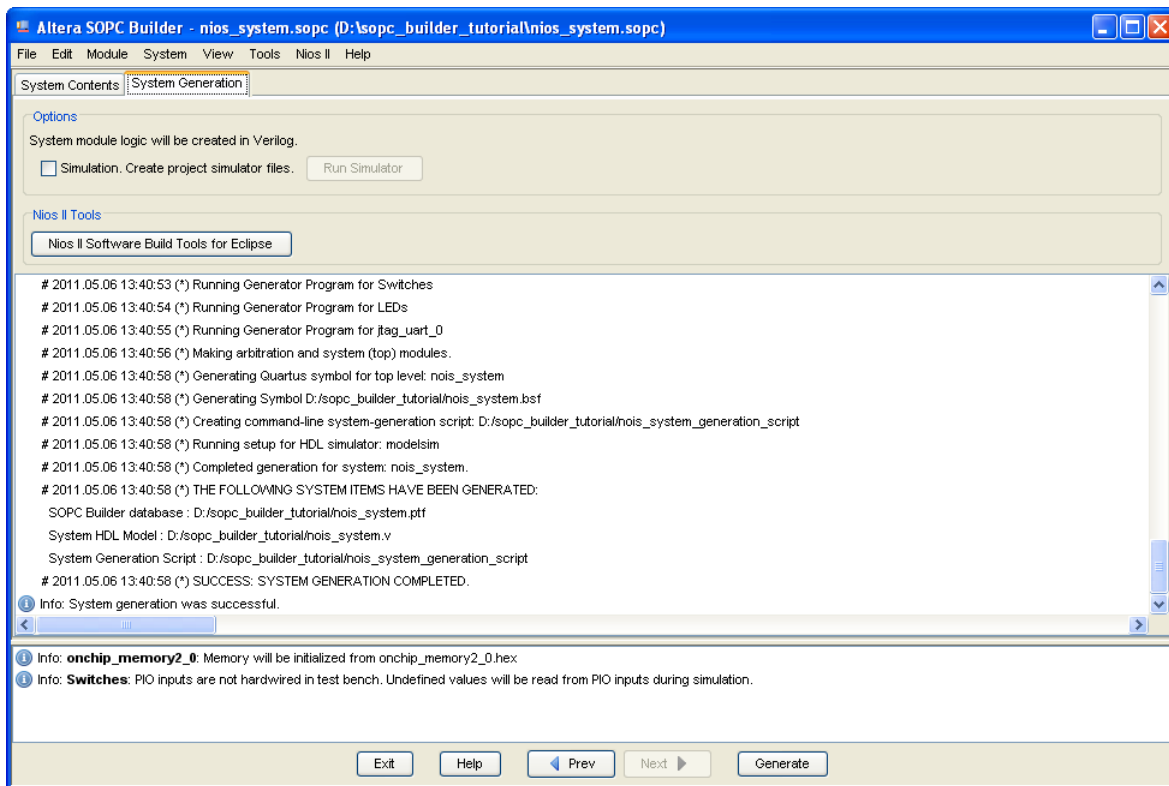 Altera SOPC Builder - nios_system.sopc (D:\sopc_builder_tutorial\nios_system.sopc)
File Edit Module System View Tools Nios II Help
System Contents System Generation
Options
System module logic will be created in Verilog.
Simulation. Create project simulator files. Run Simulator
Nios II Tools
Nios II Software Build Tools for Eclipse
# 2011.05.06 13:40:53 (*) Running Generator Program for Switches
# 2011.05.06 13:40:54 (*) Running Generator Program for LEDs
# 2011.05.06 13:40:55 (*) Running Generator Program for jtag_uart_0
# 2011.05.06 13:40:56 (*) Making arbitration and system (top) modules.
# 2011.05.06 13:40:58 (*) Generating Quartus symbol for top level: nois_system
# 2011.05.06 13:40:58 (*) Generating Symbol D:/sopc_builder_tutorial/nois_system.bsf
# 2011.05.06 13:40:58 (*) Creating command-line system-generation script: D:/sopc_builder_tutorial/nois_system_generation_script
# 2011.05.06 13:40:58 (*) Running setup for HDL simulator: modelsim
# 2011.05.06 13:40:58 (*) Completed generation for system: nois_system.
# 2011.05.06 13:40:58 (*) THE FOLLOWING SYSTEM ITEMS HAVE BEEN GENERATED:
SOPC Builder database : D:/sopc_builder_tutorial/nois_system.ptf
System HDL Model : D:/sopc_builder_tutorial/nois_system.v
System Generation Script : D:/sopc_builder_tutorial/nois_system_generation_script
# 2011.05.06 13:40:58 (*) SUCCESS: SYSTEM GENERATION COMPLETED.
Info: System generation was successful.
Info: onchip_memory2_0: Memory will be initialized from onchip_memory2_0.hex
Info: Switches: PIO inputs are not hardwired in test bench. Undefined values will be read from PIO inputs during simulation.
Exit Help Prev Next Generate